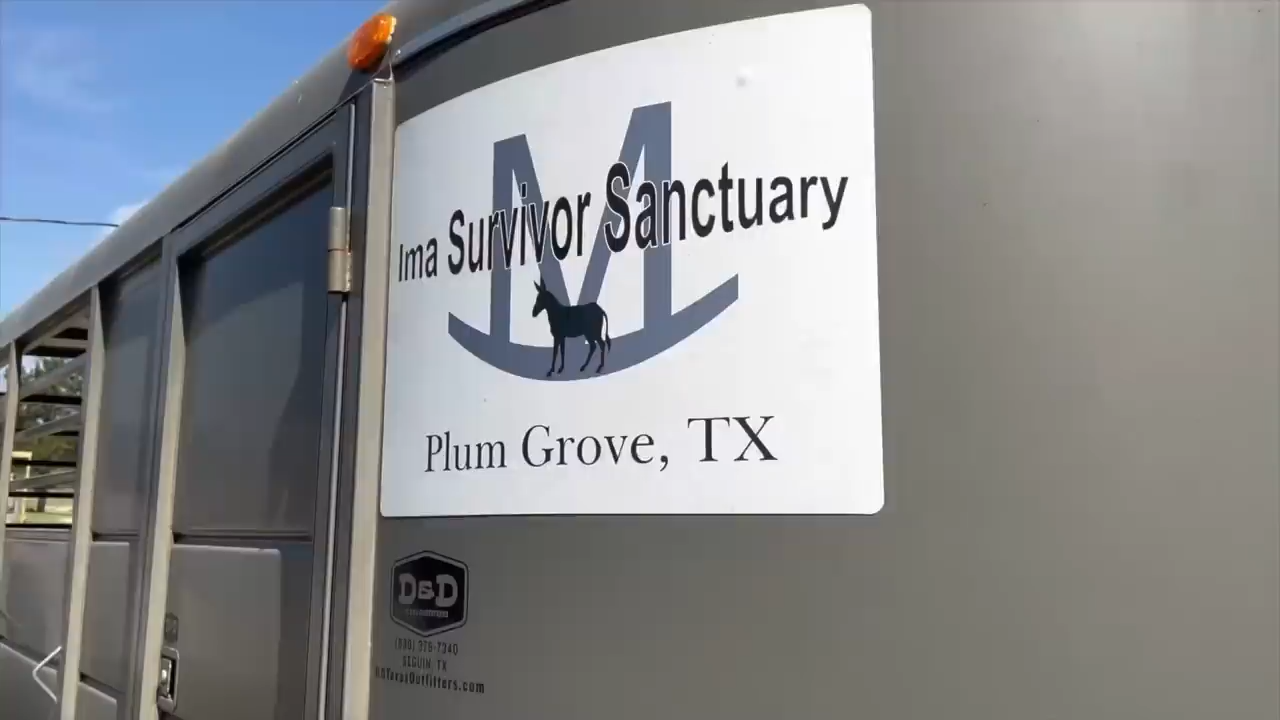 M
Ima Survivor Sanctuary
Plum Grove, TX
D&D
SEGUIN, TX